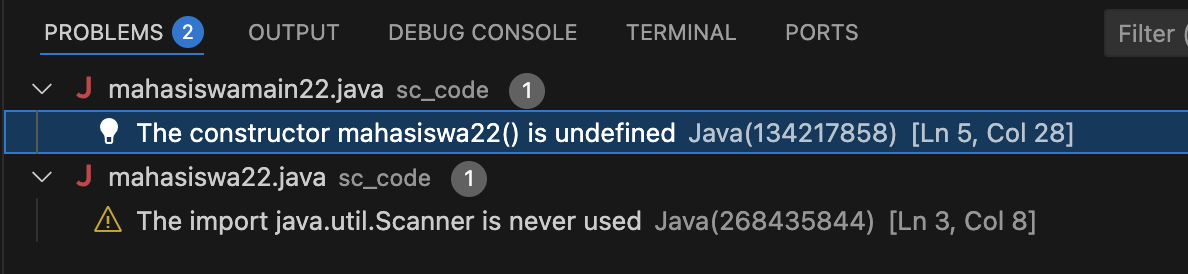 PROBLEMS 2 OUTPUT DEBUG CONSOLE TERMINAL PORTS Filter (
J mahasiswamain22.java sc_code 1
The constructor mahasiswa22() is undefined Java(134217858) [Ln 5, Col 28]
J mahasiswa22.java sc_code 1
The import java.util.Scanner is never used Java(268435844) [Ln 3, Col 8]